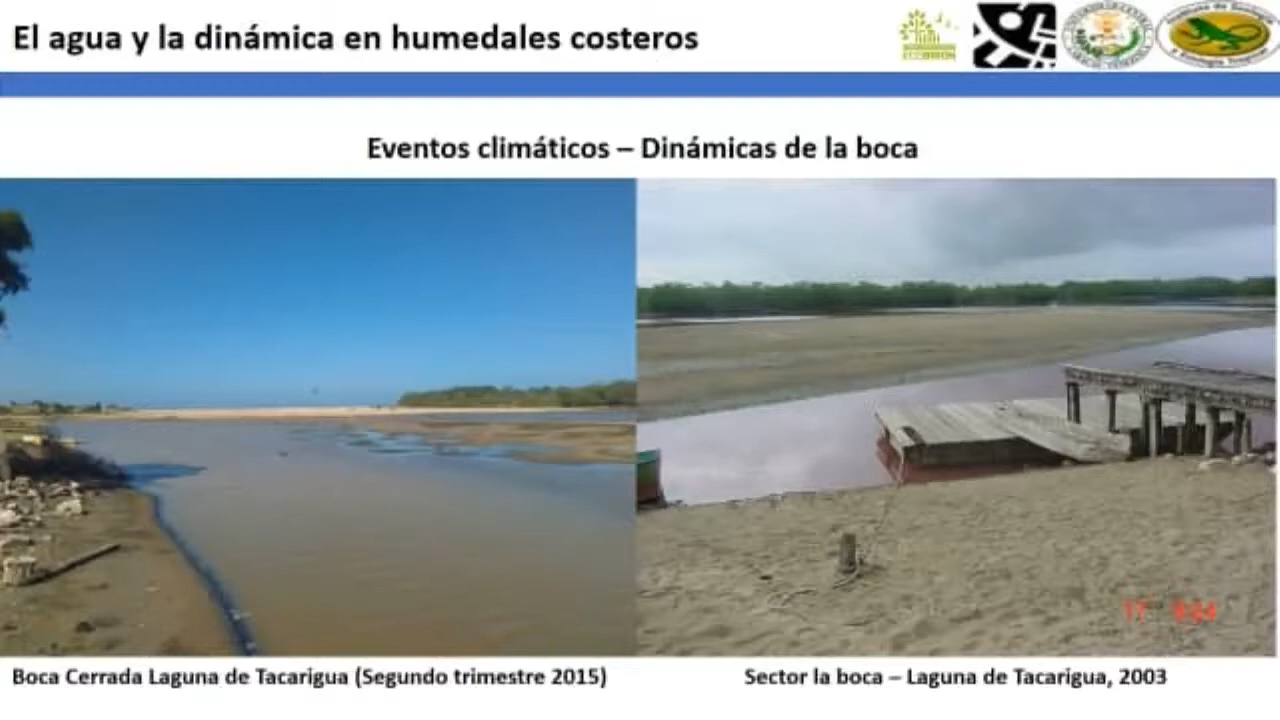 El agua y la dinámica en humedales costeros
Eventos climáticos – Dinámicas de la boca
Boca Cerrada Laguna de Tacarigua (Segundo trimestre 2015)
Sector la boca – Laguna de Tacarigua, 2003